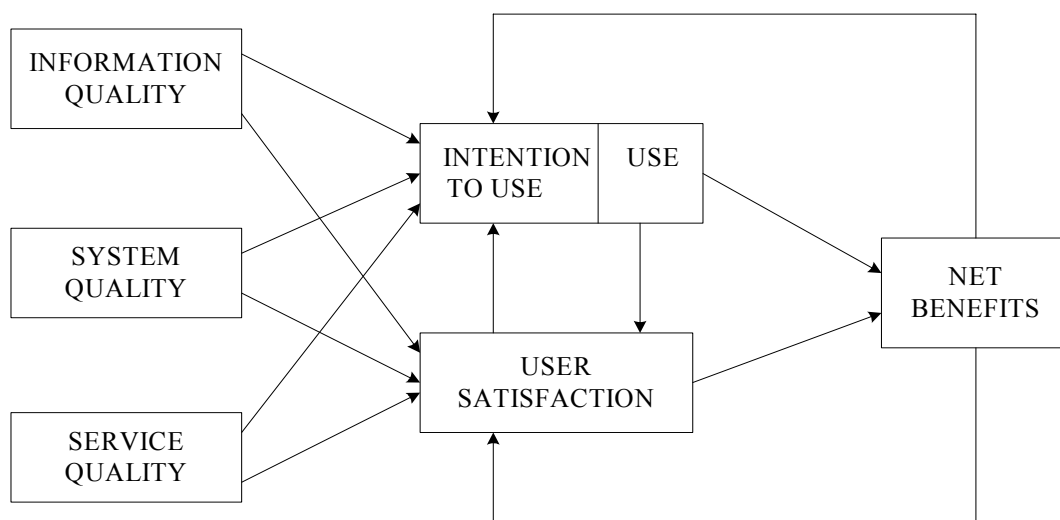 INFORMATION
QUALITY
SYSTEM
QUALITY
SERVICE
QUALITY
INTENTION
TO USE
USE
USER
SATISFACTION
NET
BENEFITS